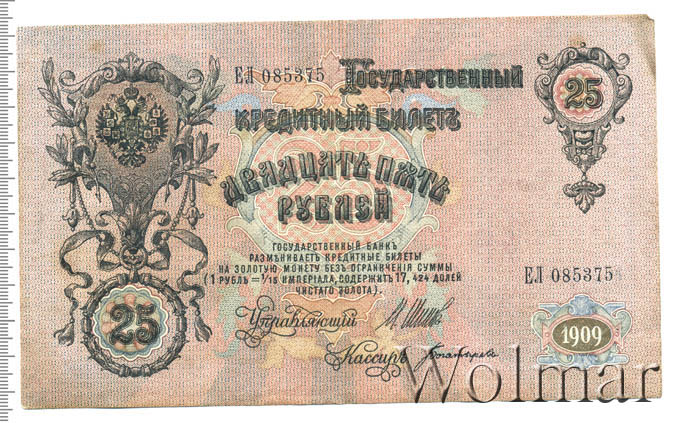 ЕЛ 085375
Государственный
25
Кредитный Билетъ
Двадцать пять
рублей
Государственный банкъ
размѣниваетъ кредитные билеты
на золотую монету безъ ограниченія суммы
(1 рубль = 1/15 имперіала, содержитъ 17,424 долей
чистаго золота).
ЕЛ 085375
25
Управляющій
И. Шипов
1909
Кассиръ
Wolmar